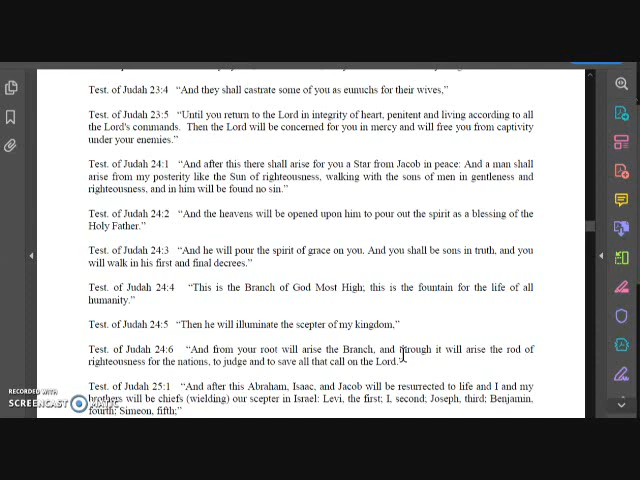 Test. of Judah 23:4 "And they shall castrate some of you as eunuchs for their wives,"
Test. of Judah 23:5 "Until you return to the Lord in integrity of heart, penitent and living according to all
the Lord's commands. Then the Lord will be concerned for you in mercy and will free you from captivity
under your enemies."
Test. of Judah 24:1 "And after this there shall arise for you a Star from Jacob in peace: And a man shall
arise from my posterity like the Sun of righteousness, walking with the sons of men in gentleness and
righteousness, and in him will be found no sin."
Test. of Judah 24:2 "And the heavens will be opened upon him to pour out the spirit as a blessing of the
Holy Father."
Test. of Judah 24:3 "And he will pour the spirit of grace on you. And you shall be sons in truth, and you
will walk in his first and final decrees."
Test. of Judah 24:4 "This is the Branch of God Most High; this is the fountain for the life of all
humanity."
Test. of Judah 24:5 "Then he will illuminate the scepter of my kingdom,"
Test. of Judah 24:6 "And from your root will arise the Branch, and through it will arise the rod of
righteousness for the nations, to judge and to save all that call on the Lord."
Test. of Judah 25:1 "And after this Abraham, Isaac, and Jacob will be resurrected to life and I and my
brothers will be chiefs (wielding) our scepter in Israel: Levi, the first; I, second; Joseph, third; Benjamin,
fourth; Simeon, fifth;"
RECORDED WITH
SCREENCAST MATIC